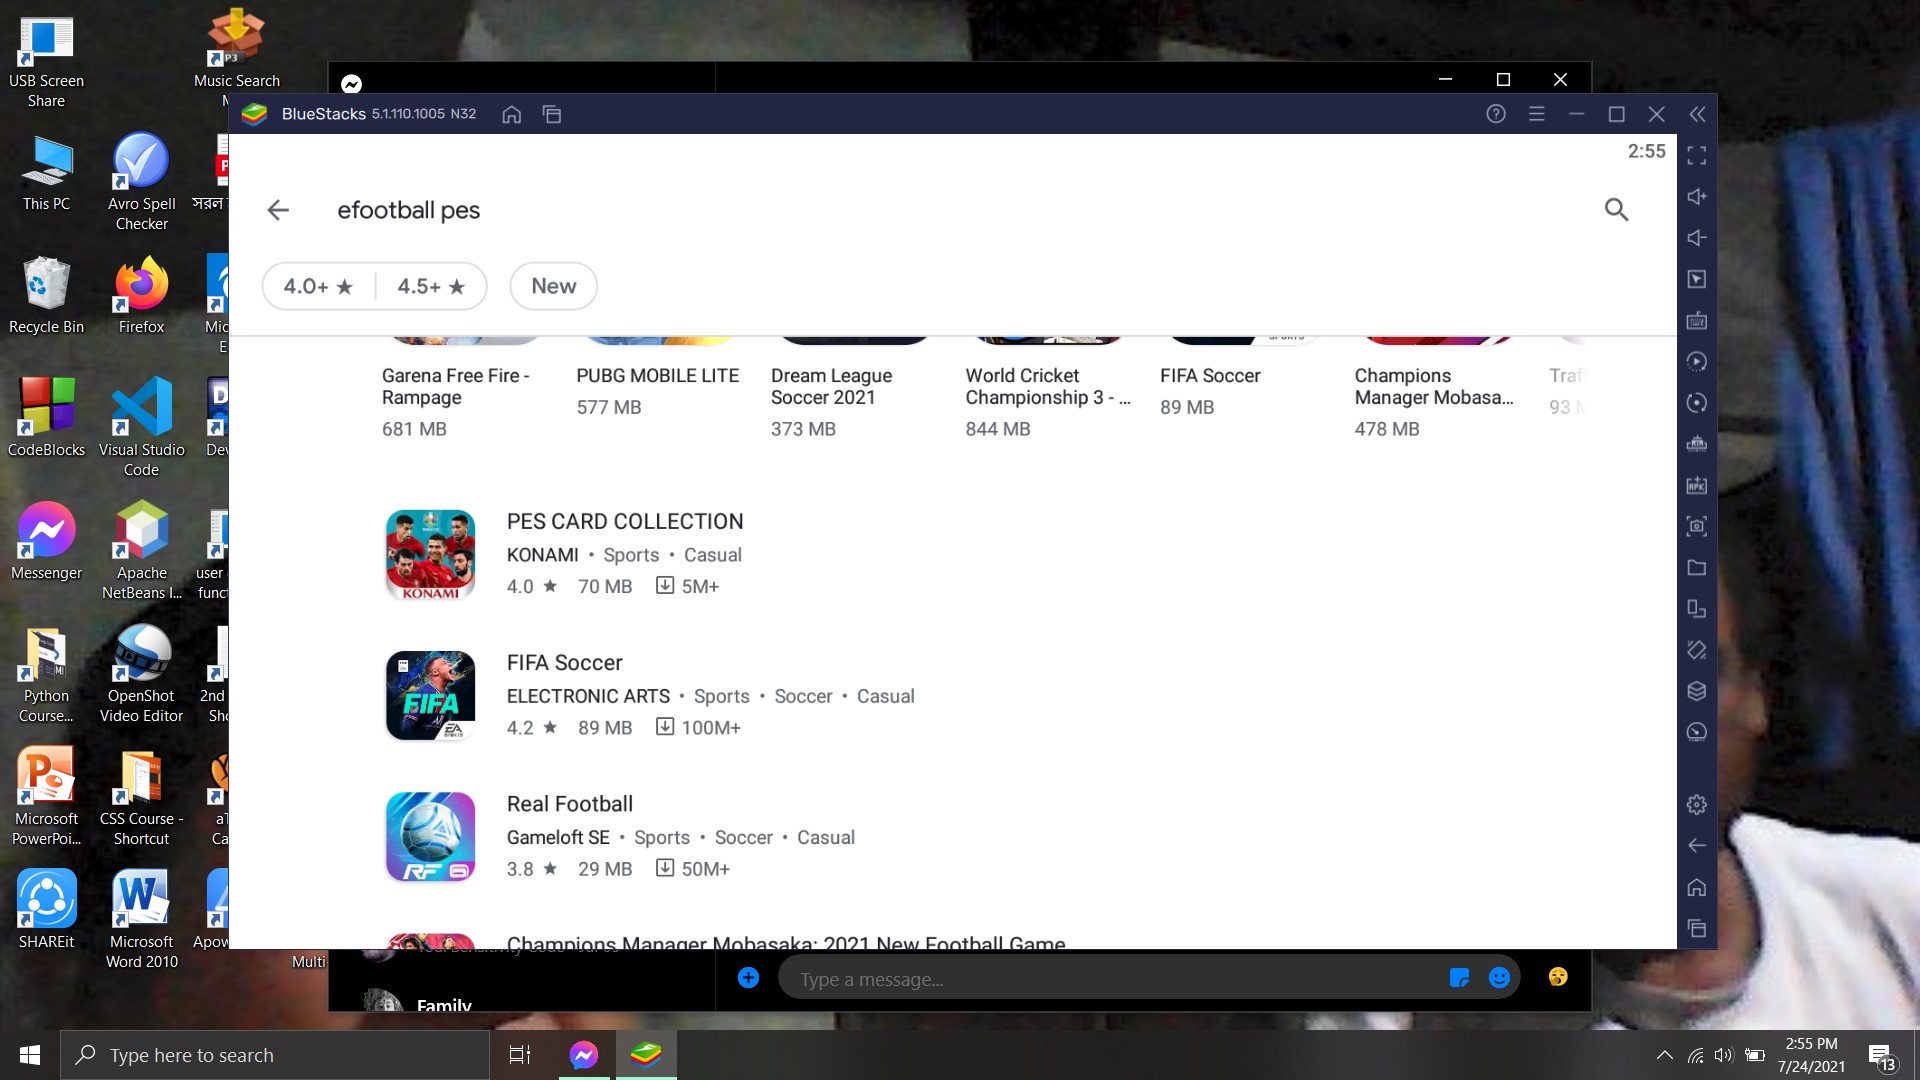 USB Screen
Share
Music Search
This PC
Avro Spell
Checker
সরল
Recycle Bin
Firefox
CodeBlocks
Visual Studio
Code
Messenger
Apache
NetBeans I...
user
Python
Course...
OpenShot
Video Editor
2nd
Microsoft
PowerPoi...
CSS Course -
Shortcut
SHAREit
Microsoft
Word 2010
Multi
BlueStacks 5.1.110.1005 N32
2:55
efootball pes
4.0+ ★ 4.5+ ★ New
Garena Free Fire -
Rampage
681 MB
PUBG MOBILE LITE
577 MB
Dream League
Soccer 2021
373 MB
World Cricket
Championship 3 - ...
844 MB
FIFA Soccer
89 MB
Champions
Manager Mobasa...
478 MB
93
PES CARD COLLECTION
KONAMI • Sports • Casual
4.0 ★ 70 MB 5M+
KONAMI
FIFA Soccer
ELECTRONIC ARTS • Sports • Soccer • Casual
4.2 ★ 89 MB 100M+
FIFA
Real Football
Gameloft SE • Sports • Soccer • Casual
3.8 ★ 29 MB 50M+
RF
Champions Manager Mobasaka: 2021 New Football Game
Type a message...
Family
Type here to search
2:55 PM
7/24/2021
13